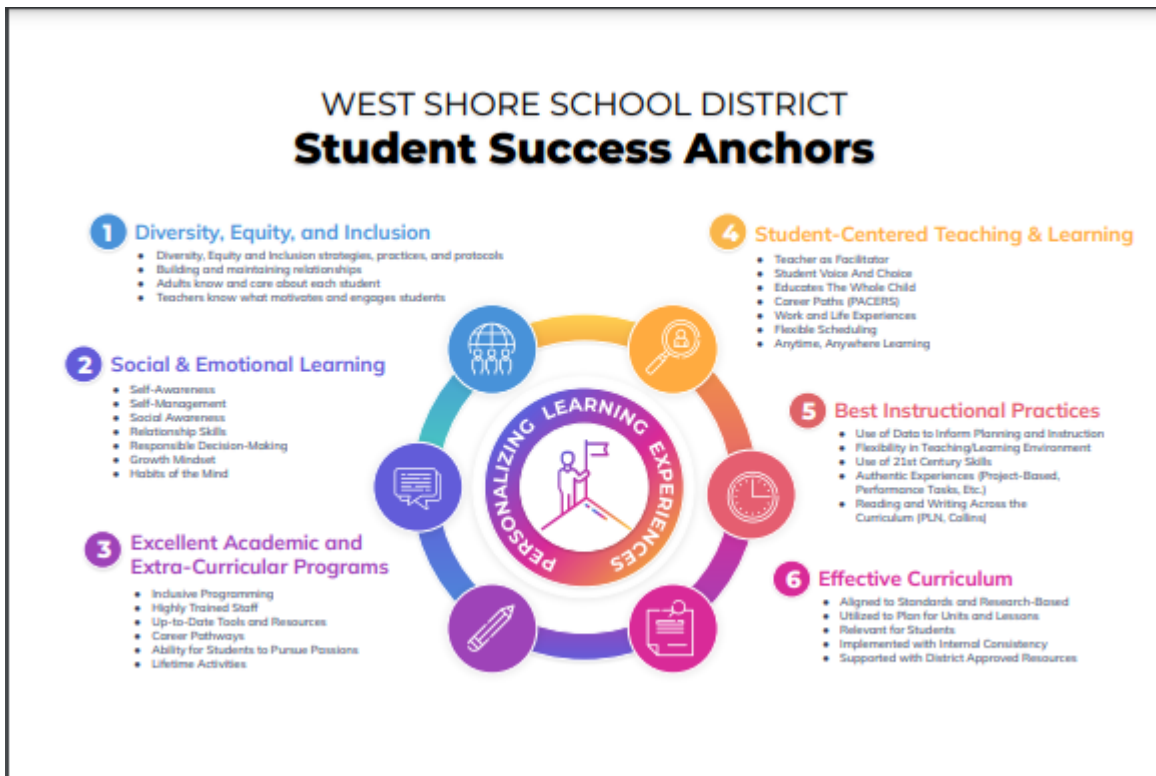 WEST SHORE SCHOOL DISTRICT
Student Success Anchors
1 Diversity, Equity, and Inclusion
● Diversity, Equity and Inclusion strategies, practices, and protocols
● Building and maintaining relationships
● Adults know and care about each student
● Teachers know what motivates and engages students
2 Social & Emotional Learning
● Self-Awareness
● Self-Management
● Social Awareness
● Relationship Skills
● Responsible Decision-Making
● Growth Mindset
● Habits of the Mind
3 Excellent Academic and
Extra-Curricular Programs
● Inclusive Programming
● Highly Trained Staff
● Up-to-Date Tools and Resources
● Career Pathways
● Ability for Students to Pursue Passions
● Lifetime Activities
PERSONALIZING LEARNING EXPERIENCES
4 Student-Centered Teaching & Learning
● Teacher as Facilitator
● Student Voice And Choice
● Educates The Whole Child
● Career Paths (PACERS)
● Work and Life Experiences
● Flexible Scheduling
● Anytime, Anywhere Learning
5 Best Instructional Practices
● Use of Data to Inform Planning and Instruction
● Flexibility in Teaching/Learning Environment
● Use of 21st Century Skills
● Authentic Experiences (Project-Based,
Performance Tasks, Etc.)
● Reading and Writing Across the
Curriculum (PLN, Collins)
6 Effective Curriculum
● Aligned to Standards and Research-Based
● Utilized to Plan for Units and Lessons
● Relevant for Students
● Implemented with Internal Consistency
● Supported with District Approved Resources